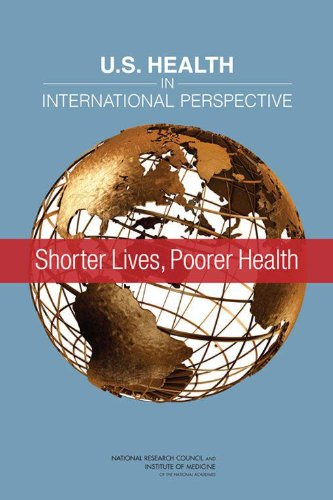 U.S. HEALTH
IN
INTERNATIONAL PERSPECTIVE
Shorter Lives, Poorer Health
NATIONAL RESEARCH COUNCIL AND
INSTITUTE OF MEDICINE
OF THE NATIONAL ACADEMIES